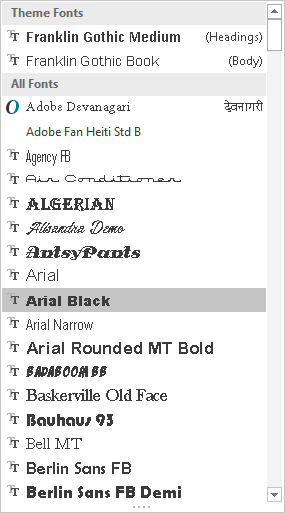 Theme Fonts
Franklin Gothic Medium (Headings)
Franklin Gothic Book (Body)
All Fonts
Adobe Devanagari देवनागरी
Adobe Fan Heiti Std B
Agency FB
Air Conditioner
ALGERIAN
Alisandra Demo
AntsyPants
Arial
Arial Black
Arial Narrow
Arial Rounded MT Bold
BADABOOM BB
Baskerville Old Face
Bauhaus 93
Bell MT
Berlin Sans FB
Berlin Sans FB Demi